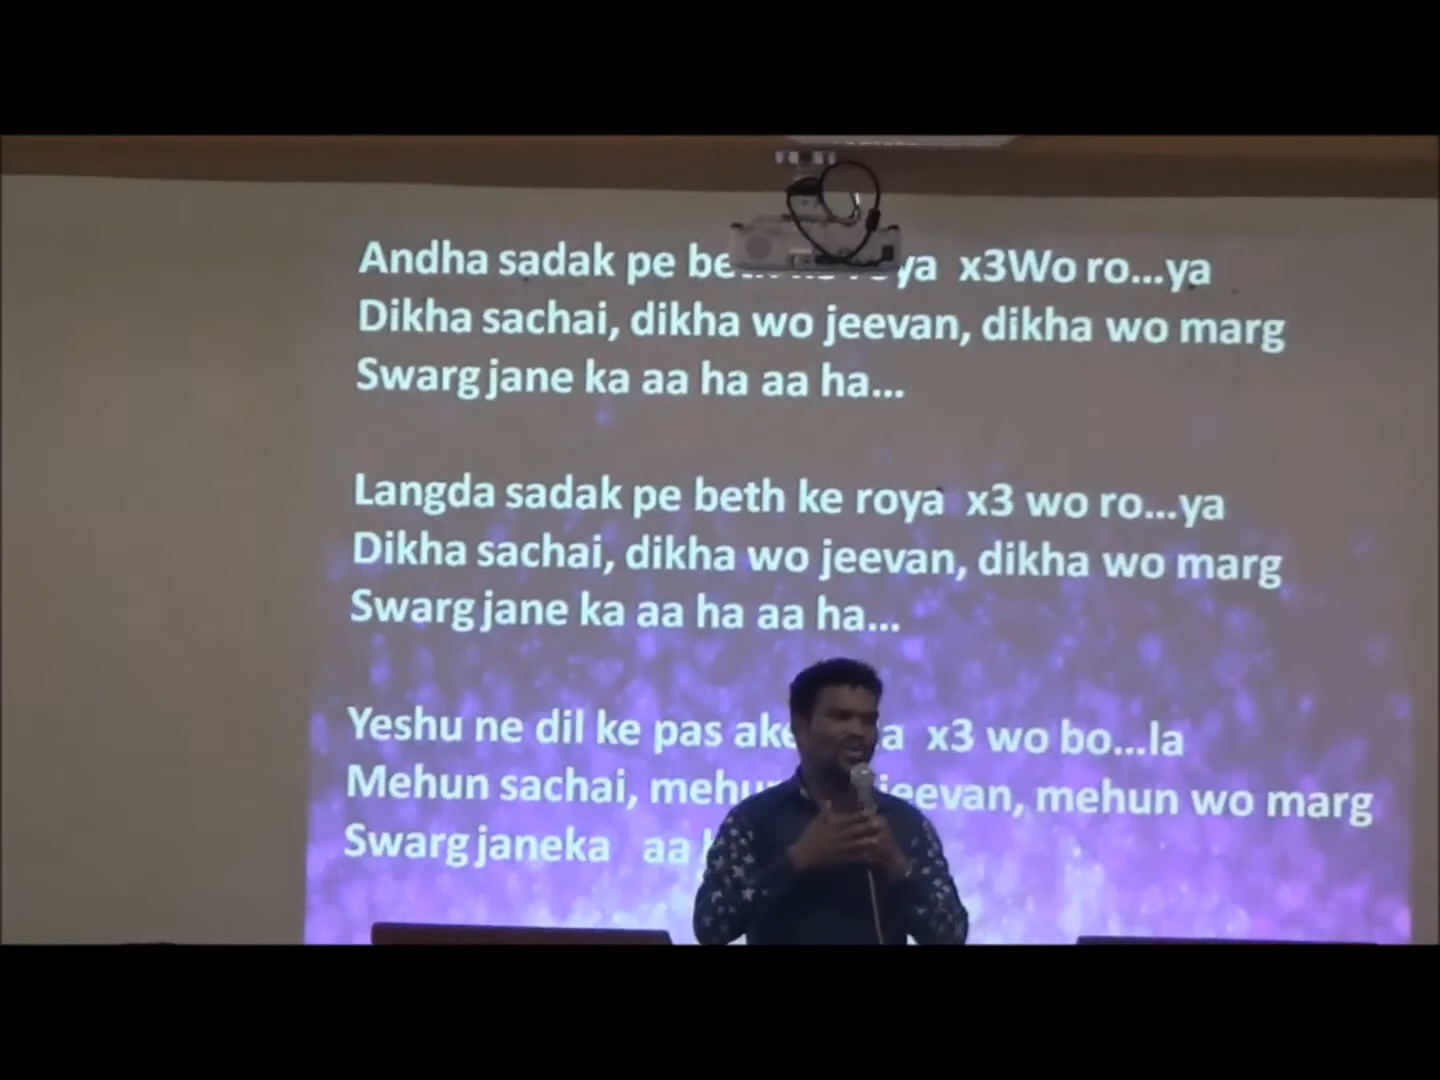 Andha sadak pe ya x3Wo ro...ya
Dikha sachai, dikha wo jeevan, dikha wo marg
Swarg jane ka aa ha aa ha...
Langda sadak pe beth ke roya x3 wo ro...ya
Dikha sachai, dikha wo jeevan, dikha wo marg
Swarg jane ka aa ha aa ha...
Yeshu ne dil ke pas x3 wo bo...la
Mehun sachai, jeevan, mehun wo marg
Swarg janeka aa